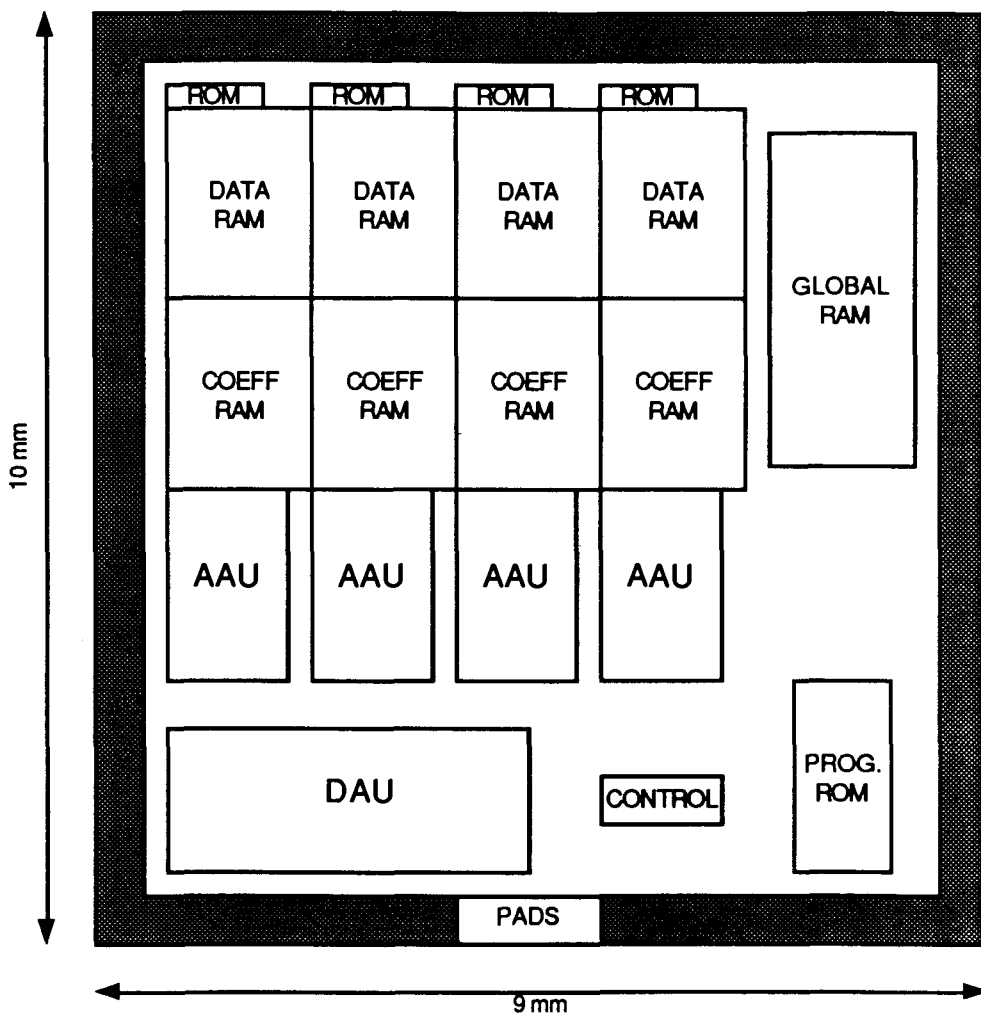 ROM ROM ROM ROM
DATA RAM
DATA RAM
DATA RAM
DATA RAM
GLOBAL RAM
COEFF RAM
COEFF RAM
COEFF RAM
COEFF RAM
10 mm
AAU AAU AAU AAU
DAU
CONTROL
PROG. ROM
PADS
9 mm